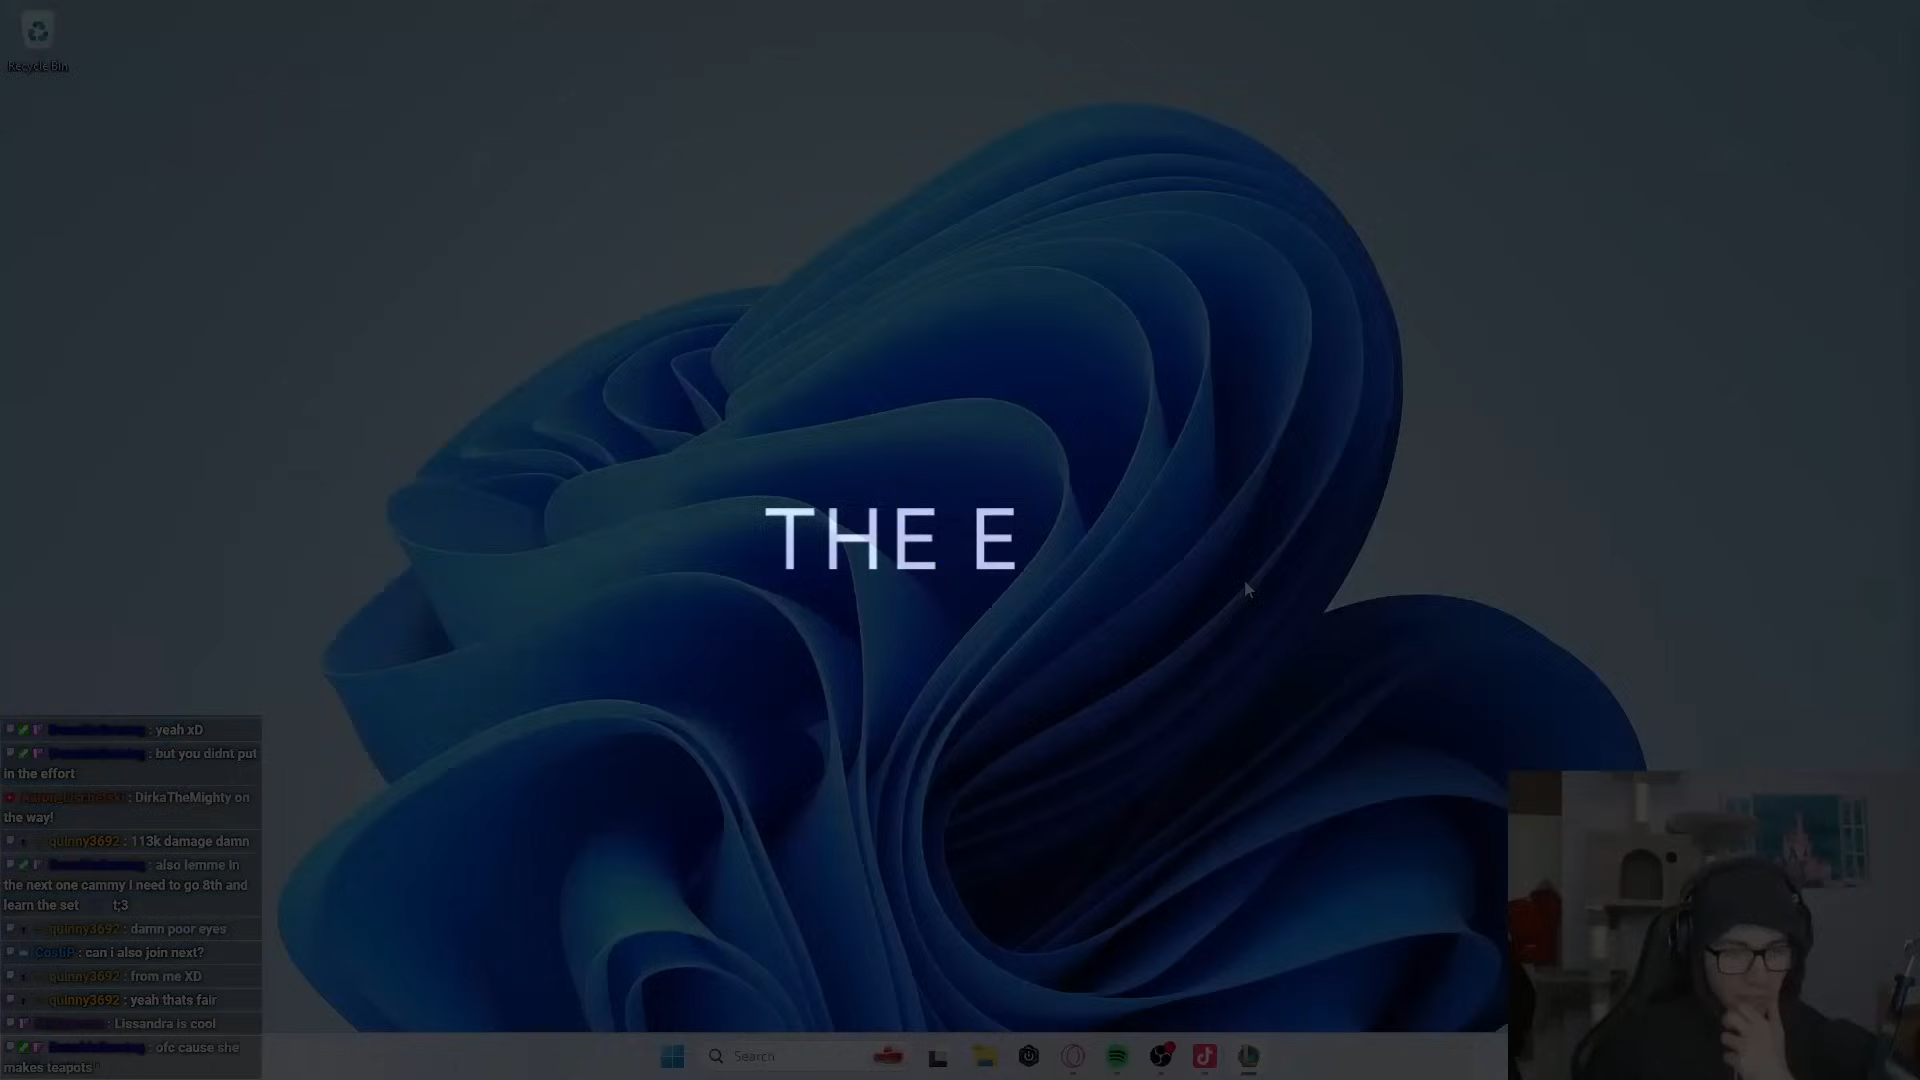 Recycle Bin
THE E
: yeah xD
: but you didnt put
in the effort
: DirkaTheMighty on
the way!
quinny3692 : 113k damage damn
: also lemme in
the next one cammy I need to go 8th and
learn the set t;3
quinny3692 : damn poor eyes
CostiP : can i also join next?
quinny3692 : from me XD
quinny3692 : yeah thats fair
: Lissandra is cool
: ofc cause she
makes teapots
Search